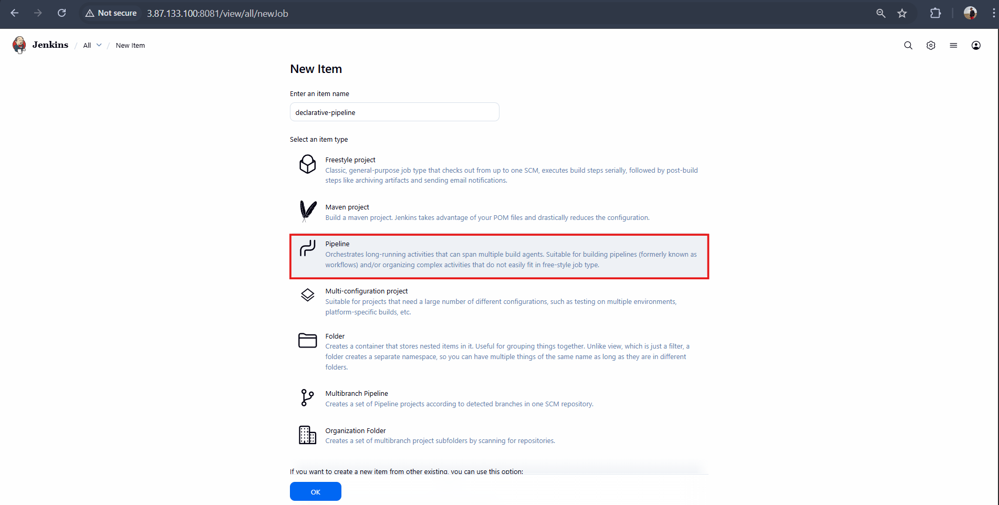 Not secure 3.87.133.100:8081/view/all/newJob
Jenkins / All / New Item
New Item
Enter an item name
declarative-pipeline
Select an item type
Freestyle project
Classic, general-purpose job type that checks out from up to one SCM, executes build steps serially, followed by post-build
steps like archiving artifacts and sending email notifications.
Maven project
Build a maven project. Jenkins takes advantage of your POM files and drastically reduces the configuration.
Pipeline
Orchestrates long-running activities that can span multiple build agents. Suitable for building pipelines (formerly known as
workflows) and/or organizing complex activities that do not easily fit in free-style job type.
Multi-configuration project
Suitable for projects that need a large number of different configurations, such as testing on multiple environments,
platform-specific builds, etc.
Folder
Creates a container that stores nested items in it. Useful for grouping things together. Unlike view, which is just a filter, a
folder creates a separate namespace, so you can have multiple things of the same name as long as they are in different
folders.
Multibranch Pipeline
Creates a set of Pipeline projects according to detected branches in one SCM repository.
Organization Folder
Creates a set of multibranch project subfolders by scanning for repositories.
If you want to create a new item from other existing, you can use this option:
OK